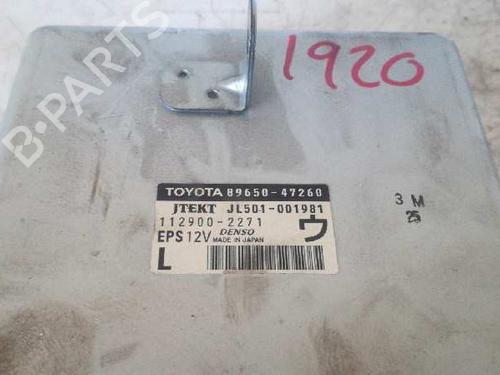 B-PARTS
1920
TOYOTA 89650-47260
JTEKT JL501-001981
112900-2271
EPS 12V DENSO MADE IN JAPAN
ウ
L
3 M
25